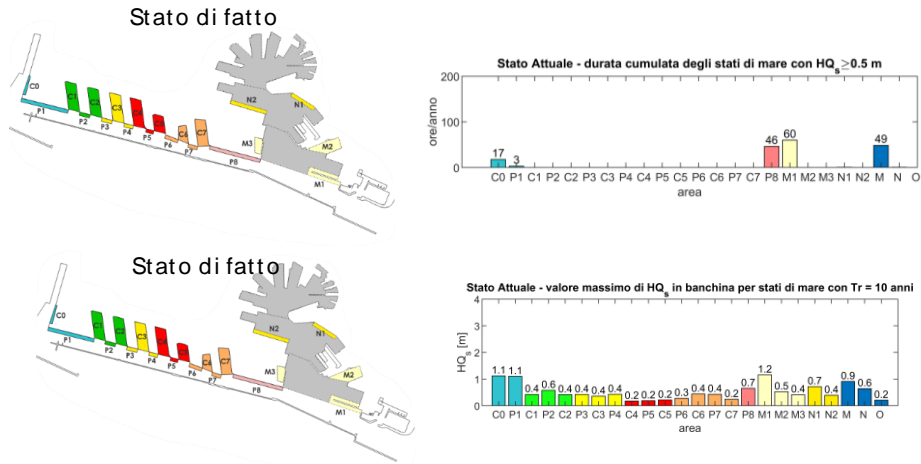 Stato di fatto
C0
P1
C1
P2
C2
P3
C3
P4
C4
P5
C5
P6
C6
P7
C7
P8
N2
N1
M3
M2
M1
Stato Attuale - durata cumulata degli stati di mare con HQs≥0.5 m
ore/anno
200
100
0
17 3 46 60 49
C0 P1 C1 P2 C2 P3 C3 P4 C4 P5 C5 P6 C6 P7 C7 P8 M1 M2 M3 N1 N2 M N O
area
Stato di fatto
C0
P1
C1
P2
C2
P3
C3
P4
C4
P5
C5
P6
C6
P7
C7
P8
N2
N1
M3
M2
M1
Stato Attuale - valore massimo di HQs in banchina per stati di mare con Tr = 10 anni
HQs [m]
4
3
2
1
0
1.1 1.1 0.4 0.6 0.4 0.4 0.4 0.4 0.2 0.2 0.2 0.3 0.4 0.4 0.2 0.7 1.2 0.5 0.4 0.7 0.4 0.9 0.6 0.2
C0 P1 C1 P2 C2 P3 C3 P4 C4 P5 C5 P6 C6 P7 C7 P8 M1 M2 M3 N1 N2 M N O
area